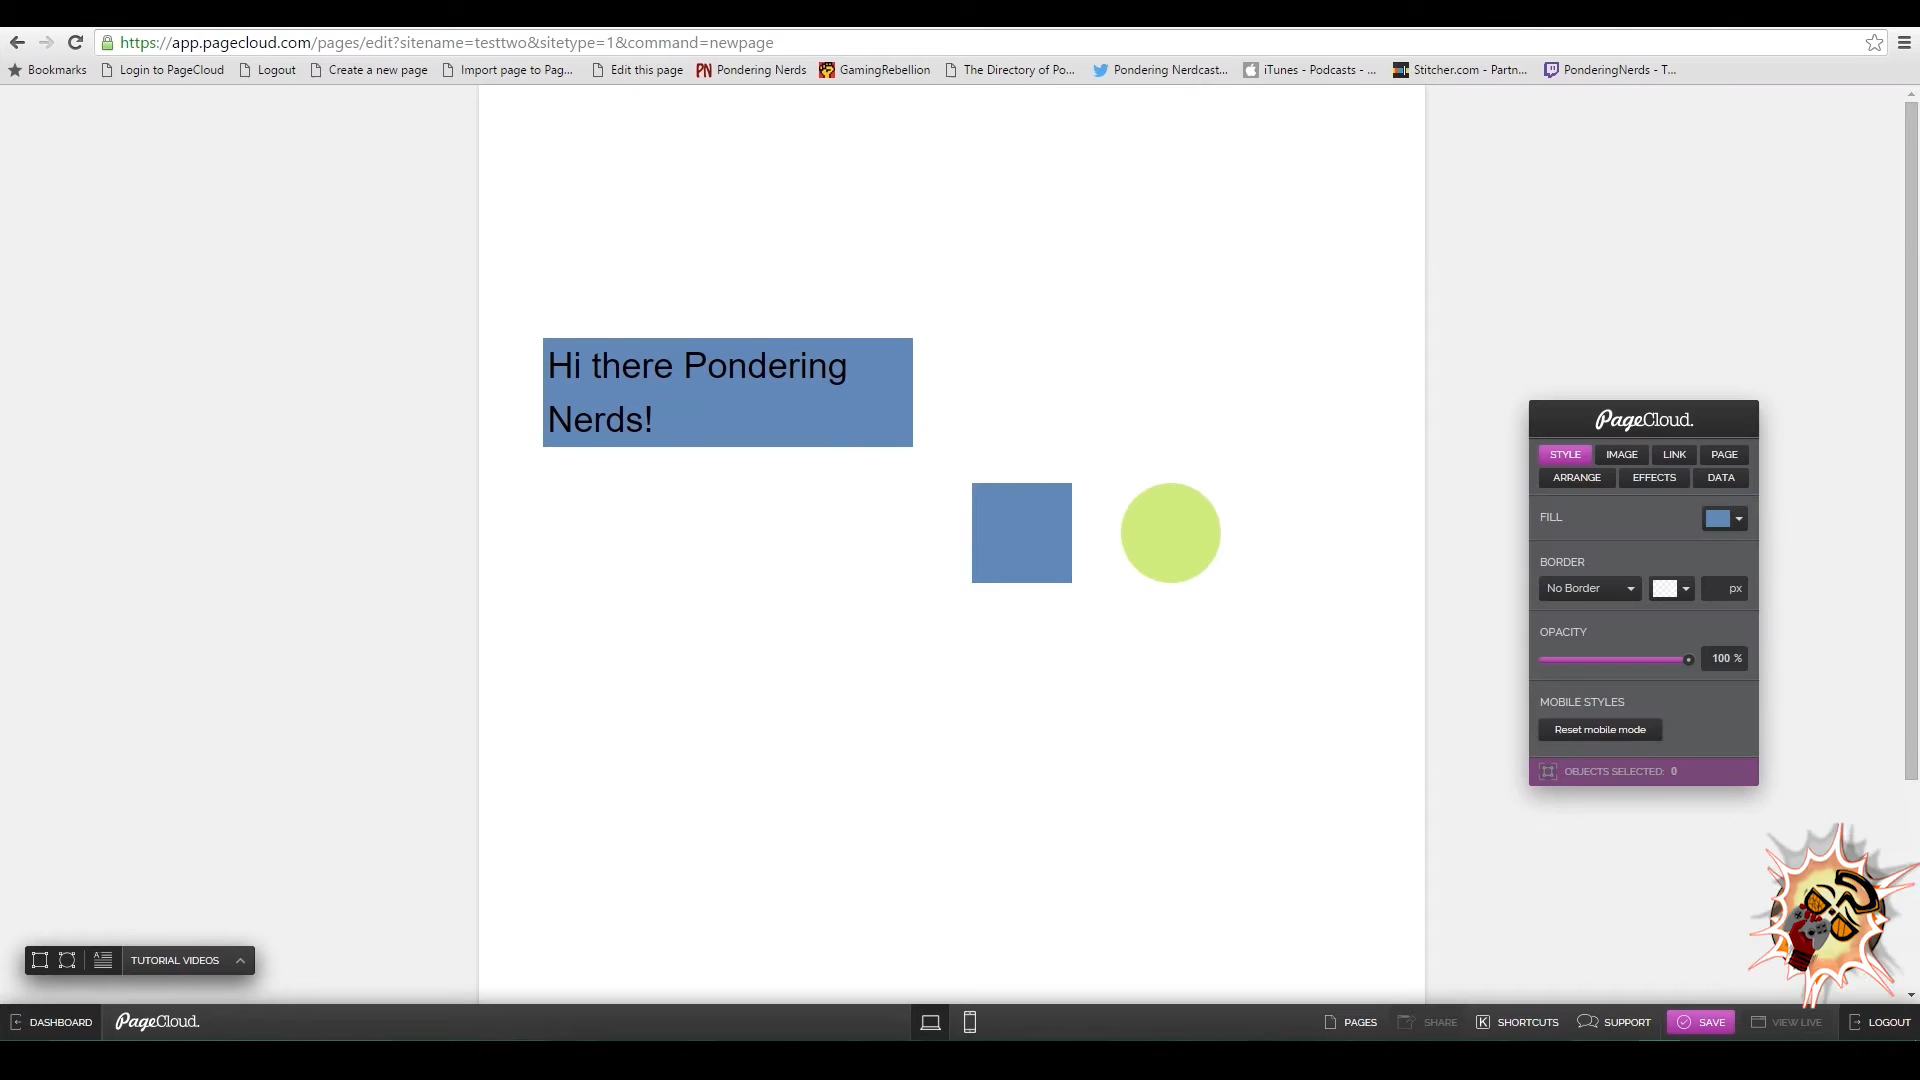 https://app.pagecloud.com/pages/edit?sitename=testtwo&sitetype=1&command=newpage
Bookmarks Login to PageCloud Logout Create a new page Import page to Pag... Edit this page PN Pondering Nerds GamingRebellion The Directory of Po... Pondering Nerdcast... iTunes - Podcasts - ... Stitcher.com - Partn... PonderingNerds - T...
Hi there Pondering
Nerds!
PageCloud.
STYLE IMAGE LINK PAGE
ARRANGE EFFECTS DATA
FILL
BORDER
No Border px
OPACITY
100 %
MOBILE STYLES
Reset mobile mode
OBJECTS SELECTED: 0
A TUTORIAL VIDEOS
DASHBOARD PageCloud. PAGES SHARE K SHORTCUTS SUPPORT SAVE VIEW LIVE LOGOUT